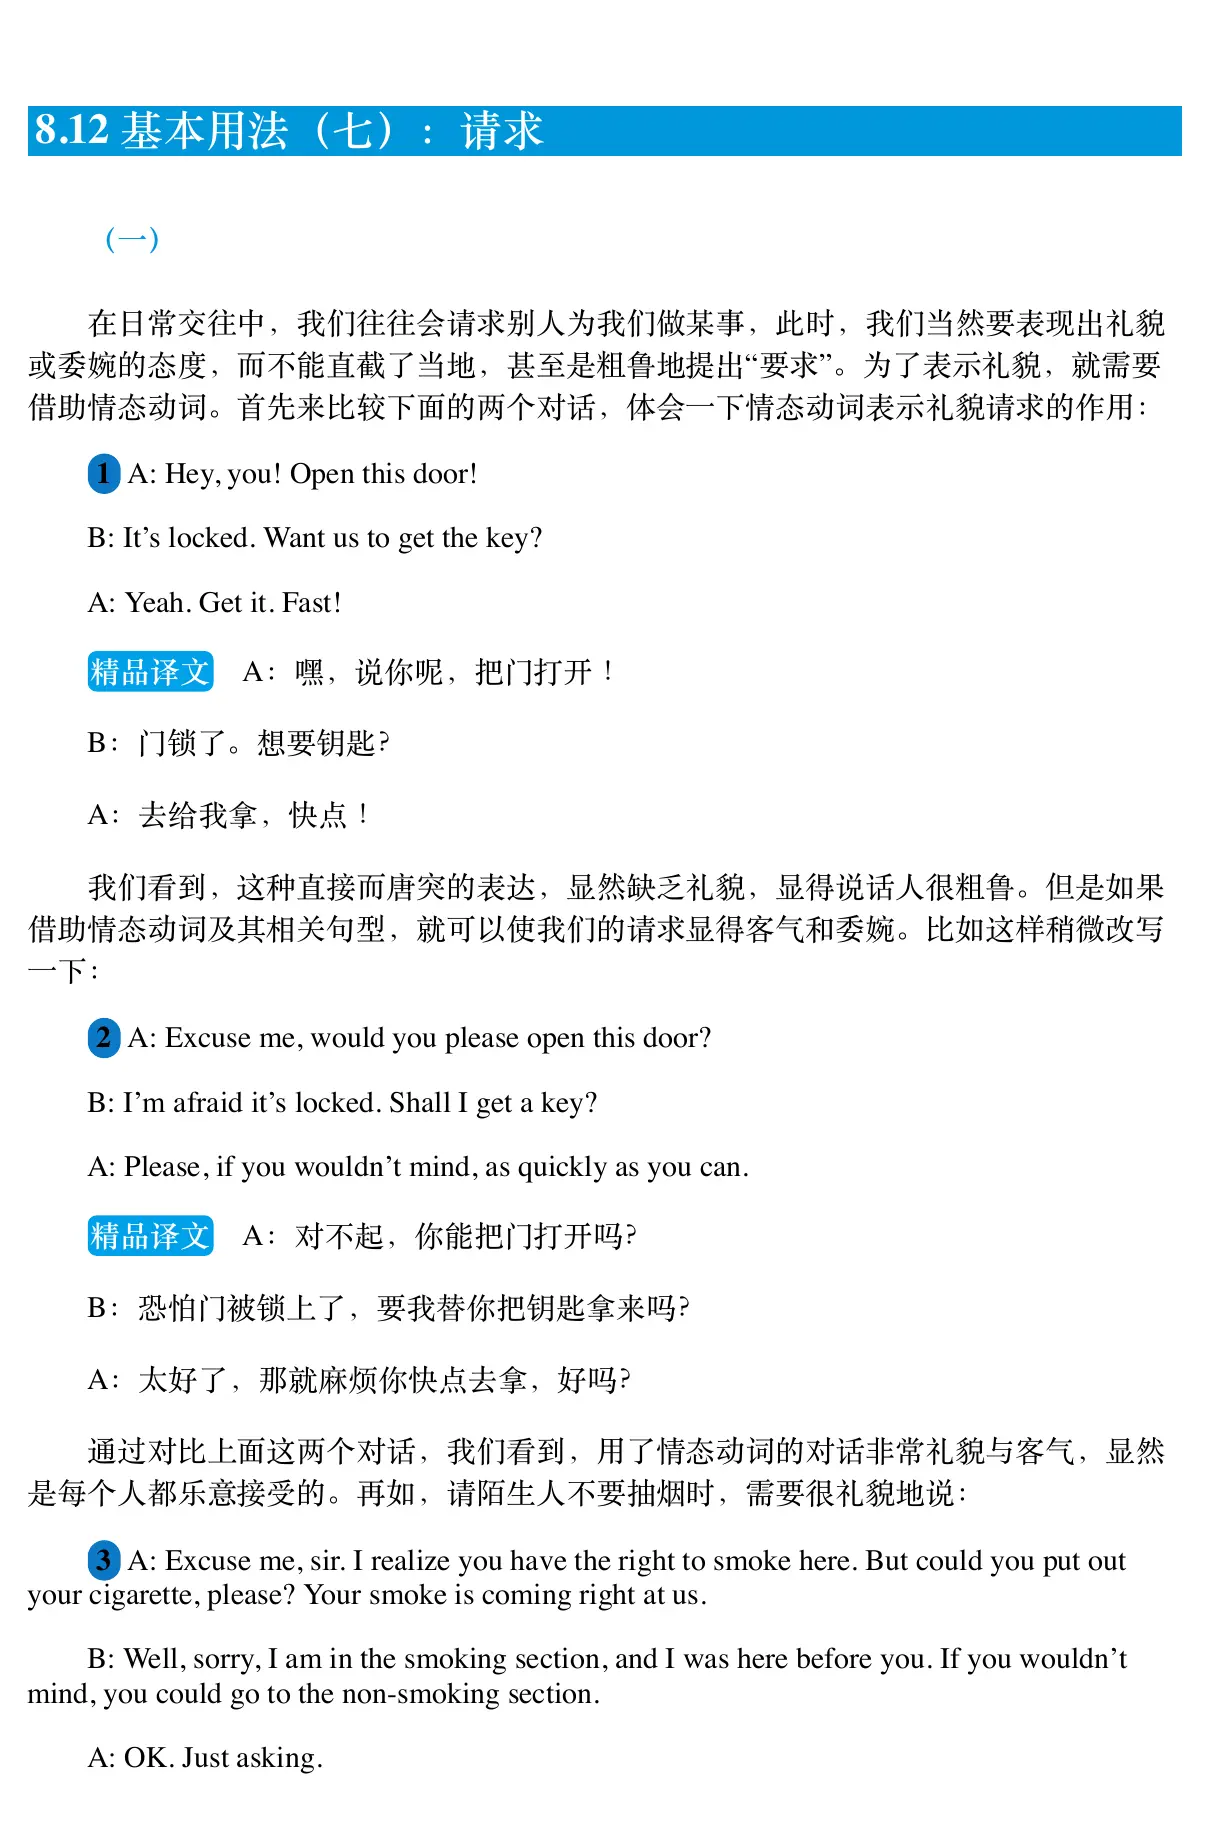 8.12 基本用法（七）：请求
（一）
在日常交往中，我们往往会请求别人为我们做某事，此时，我们当然要表现出礼貌
或委婉的态度，而不能直截了当地，甚至是粗鲁地提出“要求”。为了表示礼貌，就需要
借助情态动词。首先来比较下面的两个对话，体会一下情态动词表示礼貌请求的作用：
1 A: Hey, you! Open this door!
B: It’s locked. Want us to get the key?
A: Yeah. Get it. Fast!
精品译文 A：嘿，说你呢，把门打开！
B：门锁了。想要钥匙？
A：去给我拿，快点！
我们看到，这种直接而唐突的表达，显然缺乏礼貌，显得说话人很粗鲁。但是如果
借助情态动词及其相关句型，就可以使我们的请求显得客气和委婉。比如这样稍微改写
一下：
2 A: Excuse me, would you please open this door?
B: I’m afraid it’s locked. Shall I get a key?
A: Please, if you wouldn’t mind, as quickly as you can.
精品译文 A：对不起，你能把门打开吗？
B：恐怕门被锁上了，要我替你把钥匙拿来吗？
A：太好了，那就麻烦你快点去拿，好吗？
通过对比上面这两个对话，我们看到，用了情态动词的对话非常礼貌与客气，显然
是每个人都乐意接受的。再如，请陌生人不要抽烟时，需要很礼貌地说：
3 A: Excuse me, sir. I realize you have the right to smoke here. But could you put out
your cigarette, please? Your smoke is coming right at us.
B: Well, sorry, I am in the smoking section, and I was here before you. If you wouldn’t
mind, you could go to the non-smoking section.
A: OK. Just asking.